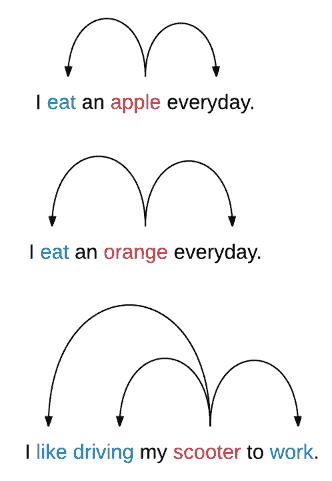 I eat an apple everyday.
I eat an orange everyday.
I like driving my scooter to work.